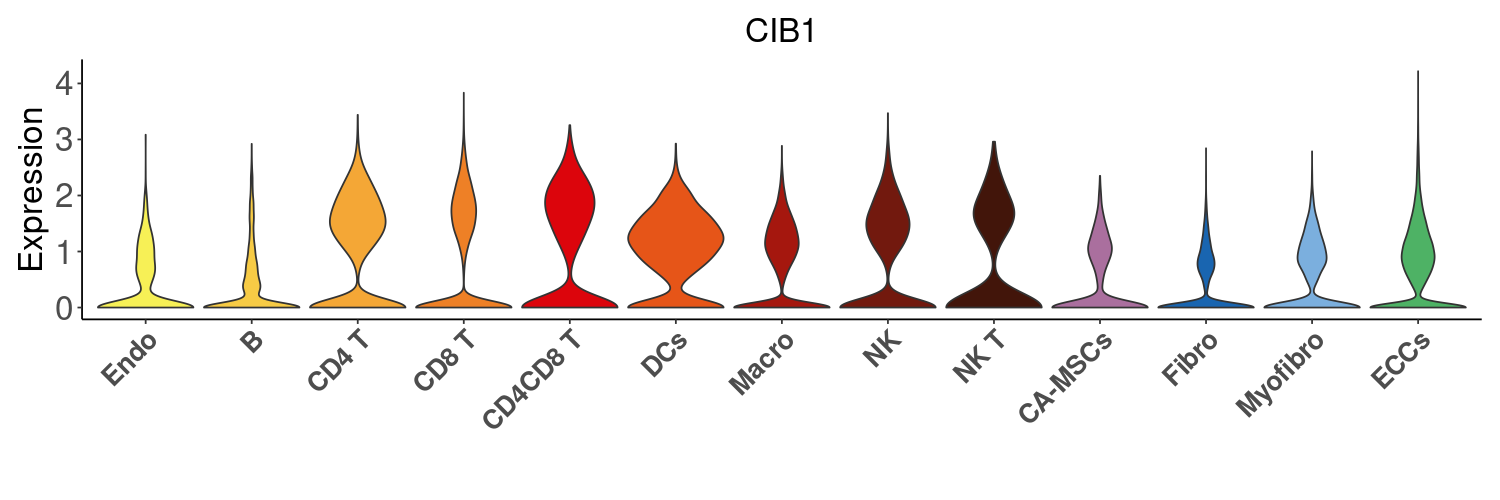 CIB1
Expression
4
3
2
1
0
Endo
B
CD4 T
CD8 T
CD4CD8 T
DCs
Macro
NK
NK T
CA-MSCs
Fibro
Myofibro
ECCs